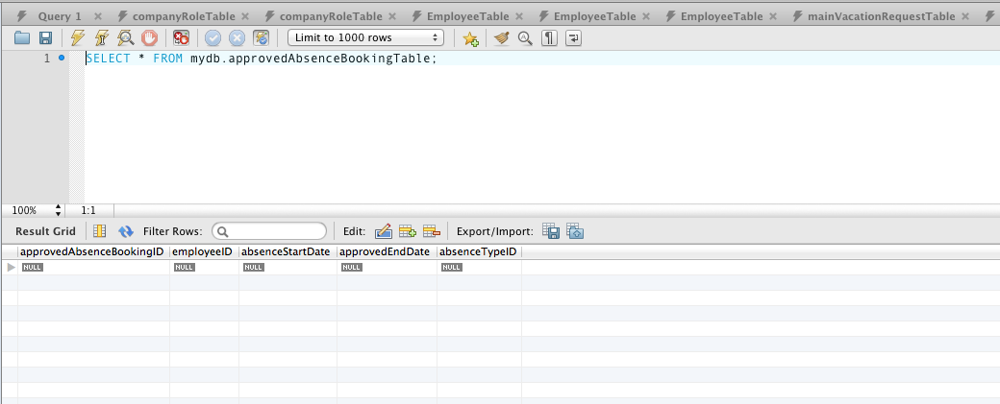 Query 1 companyRoleTable companyRoleTable EmployeeTable EmployeeTable EmployeeTable mainVacationRequestTable
Limit to 1000 rows
1 SELECT * FROM mydb.approvedAbsenceBookingTable;
100% 1:1
Result Grid Filter Rows: Edit: Export/Import:
approvedAbsenceBookingID employeeID absenceStartDate approvedEndDate absenceTypeID
NULL NULL NULL NULL NULL